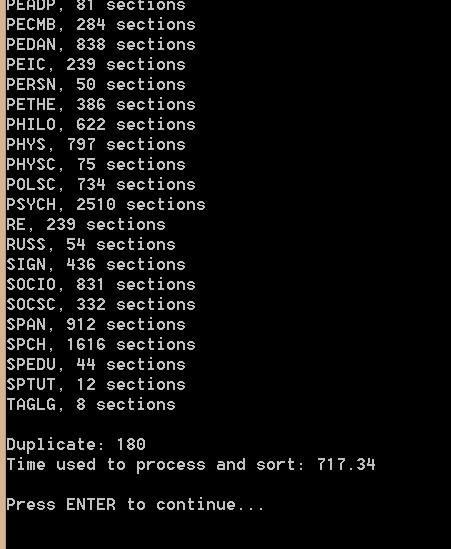 PEADP, 81 sections
PECMB, 284 sections
PEDAN, 838 sections
PEIC, 239 sections
PERSN, 50 sections
PETHE, 386 sections
PHILO, 622 sections
PHYS, 797 sections
PHYSC, 75 sections
POLSC, 734 sections
PSYCH, 2510 sections
RE, 239 sections
RUSS, 54 sections
SIGN, 436 sections
SOCIO, 831 sections
SOCSC, 332 sections
SPAN, 912 sections
SPCH, 1616 sections
SPEDU, 44 sections
SPTUT, 12 sections
TAGLG, 8 sections
Duplicate: 180
Time used to process and sort: 717.34
Press ENTER to continue...